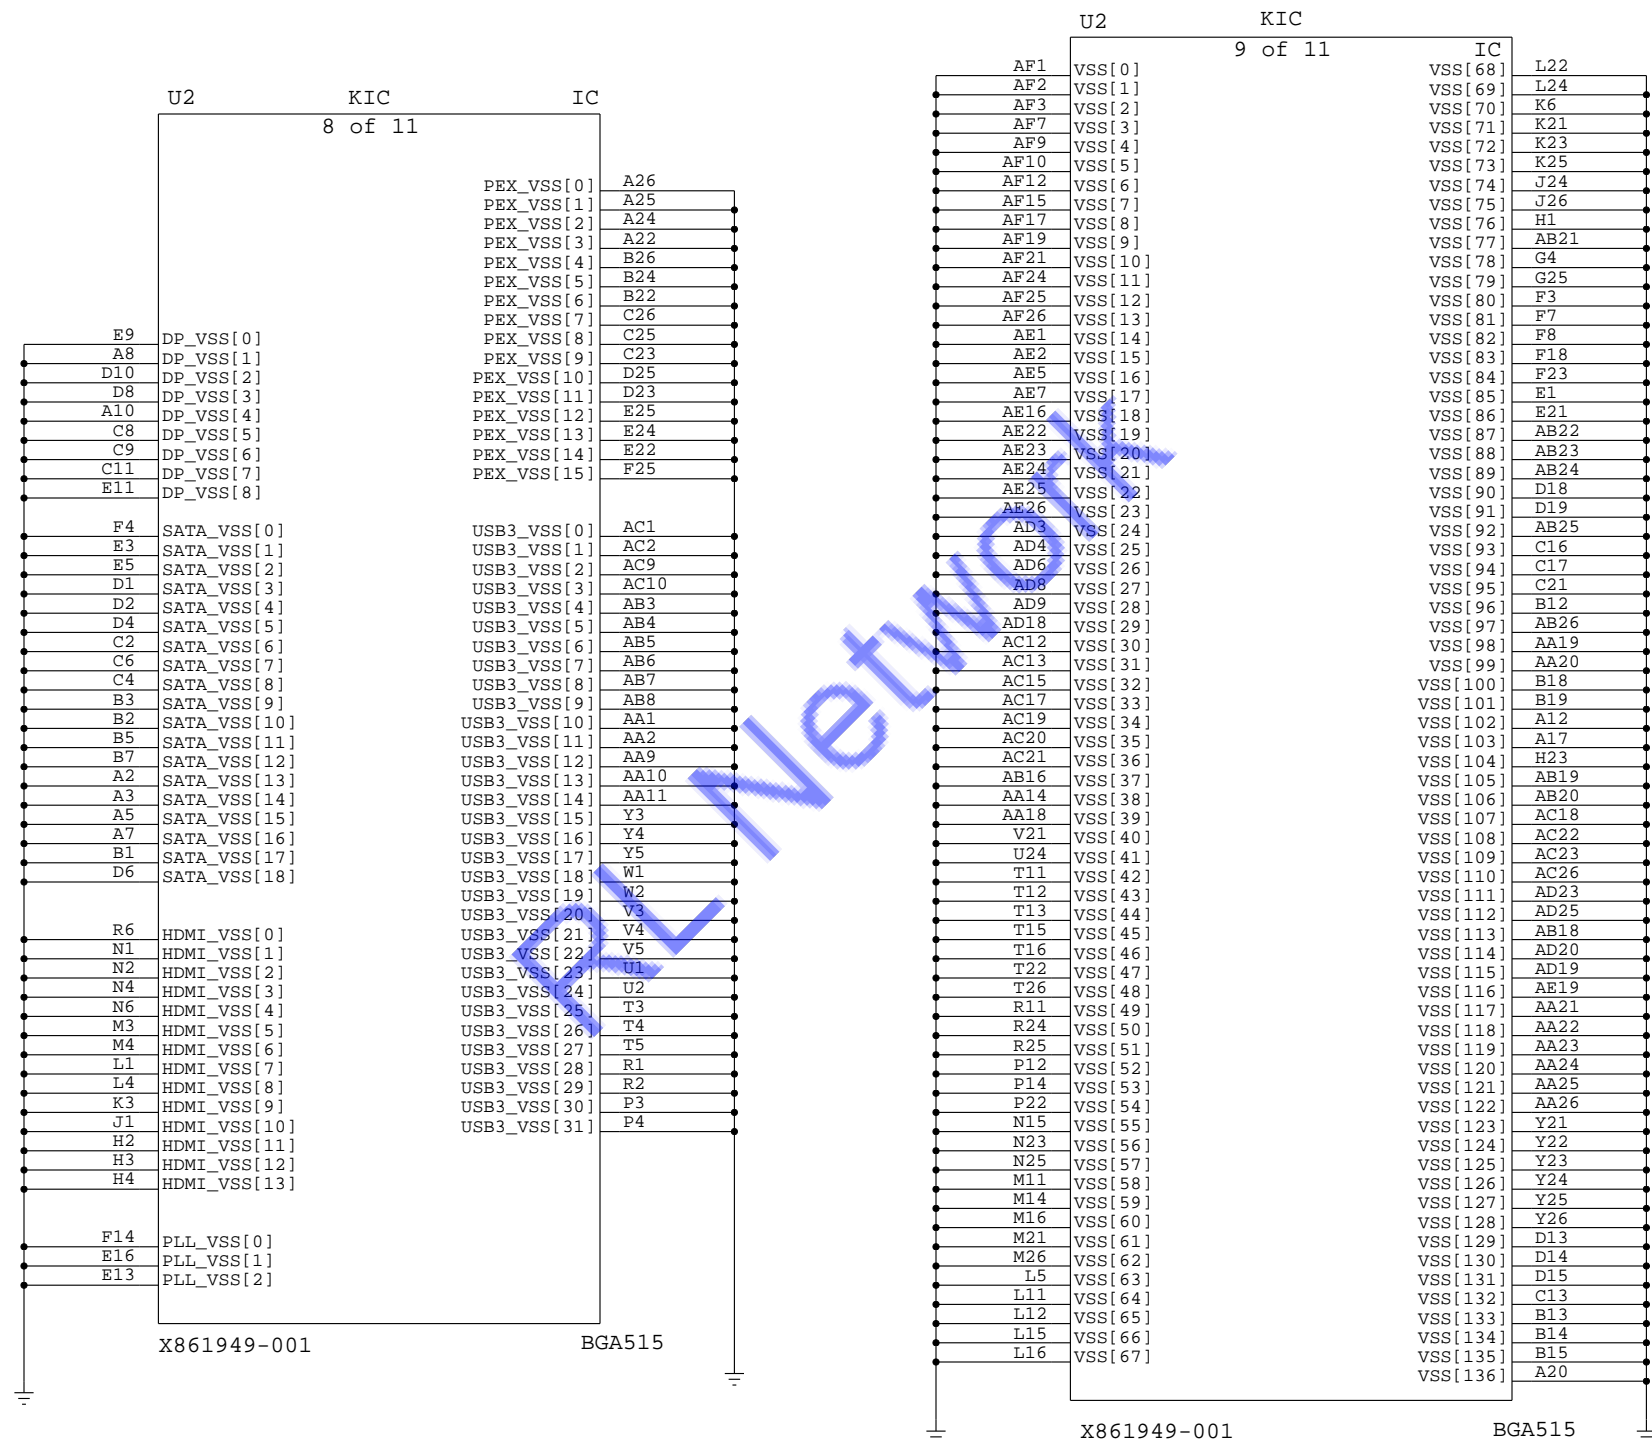 U2 KIC IC
8 of 11
PEX_VSS[0] A26
PEX_VSS[1] A25
PEX_VSS[2] A24
PEX_VSS[3] A22
PEX_VSS[4] B26
PEX_VSS[5] B24
PEX_VSS[6] B22
PEX_VSS[7] C26
E9 DP_VSS[0] PEX_VSS[8] C25
A8 DP_VSS[1] PEX_VSS[9] C23
D10 DP_VSS[2] PEX_VSS[10] D25
D8 DP_VSS[3] PEX_VSS[11] D23
A10 DP_VSS[4] PEX_VSS[12] E25
C8 DP_VSS[5] PEX_VSS[13] E24
C9 DP_VSS[6] PEX_VSS[14] E22
C11 DP_VSS[7] PEX_VSS[15] F25
E11 DP_VSS[8]
F4 SATA_VSS[0] USB3_VSS[0] AC1
E3 SATA_VSS[1] USB3_VSS[1] AC2
E5 SATA_VSS[2] USB3_VSS[2] AC9
D1 SATA_VSS[3] USB3_VSS[3] AC10
D2 SATA_VSS[4] USB3_VSS[4] AB3
D4 SATA_VSS[5] USB3_VSS[5] AB4
C2 SATA_VSS[6] USB3_VSS[6] AB5
C6 SATA_VSS[7] USB3_VSS[7] AB6
C4 SATA_VSS[8] USB3_VSS[8] AB7
B3 SATA_VSS[9] USB3_VSS[9] AB8
B2 SATA_VSS[10] USB3_VSS[10] AA1
B5 SATA_VSS[11] USB3_VSS[11] AA2
B7 SATA_VSS[12] USB3_VSS[12] AA9
A2 SATA_VSS[13] USB3_VSS[13] AA10
A3 SATA_VSS[14] USB3_VSS[14] AA11
A5 SATA_VSS[15] USB3_VSS[15] Y3
A7 SATA_VSS[16] USB3_VSS[16] Y4
B1 SATA_VSS[17] USB3_VSS[17] Y5
D6 SATA_VSS[18] USB3_VSS[18] W1
USB3_VSS[19] W2
USB3_VSS[20] V3
R6 HDMI_VSS[0] USB3_VSS[21] V4
N1 HDMI_VSS[1] USB3_VSS[22] V5
N2 HDMI_VSS[2] USB3_VSS[23] U1
N4 HDMI_VSS[3] USB3_VSS[24] U2
N6 HDMI_VSS[4] USB3_VSS[25] T3
M3 HDMI_VSS[5] USB3_VSS[26] T4
M4 HDMI_VSS[6] USB3_VSS[27] T5
L1 HDMI_VSS[7] USB3_VSS[28] R1
L4 HDMI_VSS[8] USB3_VSS[29] R2
K3 HDMI_VSS[9] USB3_VSS[30] P3
J1 HDMI_VSS[10] USB3_VSS[31] P4
H2 HDMI_VSS[11]
H3 HDMI_VSS[12]
H4 HDMI_VSS[13]
F14 PLL_VSS[0]
E16 PLL_VSS[1]
E13 PLL_VSS[2]
X861949-001 BGA515
U2 KIC
9 of 11 IC
AF1 VSS[0] VSS[68] L22
AF2 VSS[1] VSS[69] L24
AF3 VSS[2] VSS[70] K6
AF7 VSS[3] VSS[71] K21
AF9 VSS[4] VSS[72] K23
AF10 VSS[5] VSS[73] K25
AF12 VSS[6] VSS[74] J24
AF15 VSS[7] VSS[75] J26
AF17 VSS[8] VSS[76] H1
AF19 VSS[9] VSS[77] AB21
AF21 VSS[10] VSS[78] G4
AF24 VSS[11] VSS[79] G25
AF25 VSS[12] VSS[80] F3
AF26 VSS[13] VSS[81] F7
AE1 VSS[14] VSS[82] F8
AE2 VSS[15] VSS[83] F18
AE5 VSS[16] VSS[84] F23
AE7 VSS[17] VSS[85] E1
AE16 VSS[18] VSS[86] E21
AE22 VSS[19] VSS[87] AB22
AE23 VSS[20] VSS[88] AB23
AE24 VSS[21] VSS[89] AB24
AE25 VSS[22] VSS[90] D18
AE26 VSS[23] VSS[91] D19
AD3 VSS[24] VSS[92] AB25
AD4 VSS[25] VSS[93] C16
AD6 VSS[26] VSS[94] C17
AD8 VSS[27] VSS[95] C21
AD9 VSS[28] VSS[96] B12
AD18 VSS[29] VSS[97] AB26
AC12 VSS[30] VSS[98] AA19
AC13 VSS[31] VSS[99] AA20
AC15 VSS[32] VSS[100] B18
AC17 VSS[33] VSS[101] B19
AC19 VSS[34] VSS[102] A12
AC20 VSS[35] VSS[103] A17
AC21 VSS[36] VSS[104] H23
AB16 VSS[37] VSS[105] AB19
AA14 VSS[38] VSS[106] AB20
AA18 VSS[39] VSS[107] AC18
V21 VSS[40] VSS[108] AC22
U24 VSS[41] VSS[109] AC23
T11 VSS[42] VSS[110] AC26
T12 VSS[43] VSS[111] AD23
T13 VSS[44] VSS[112] AD25
T15 VSS[45] VSS[113] AB18
T16 VSS[46] VSS[114] AD20
T22 VSS[47] VSS[115] AD19
T26 VSS[48] VSS[116] AE19
R11 VSS[49] VSS[117] AA21
R24 VSS[50] VSS[118] AA22
R25 VSS[51] VSS[119] AA23
P12 VSS[52] VSS[120] AA24
P14 VSS[53] VSS[121] AA25
P22 VSS[54] VSS[122] AA26
N15 VSS[55] VSS[123] Y21
N23 VSS[56] VSS[124] Y22
N25 VSS[57] VSS[125] Y23
M11 VSS[58] VSS[126] Y24
M14 VSS[59] VSS[127] Y25
M16 VSS[60] VSS[128] Y26
M21 VSS[61] VSS[129] D13
M26 VSS[62] VSS[130] D14
L5 VSS[63] VSS[131] D15
L11 VSS[64] VSS[132] C13
L12 VSS[65] VSS[133] B13
L15 VSS[66] VSS[134] B14
L16 VSS[67] VSS[135] B15
VSS[136] A20
X861949-001 BGA515
RL Network